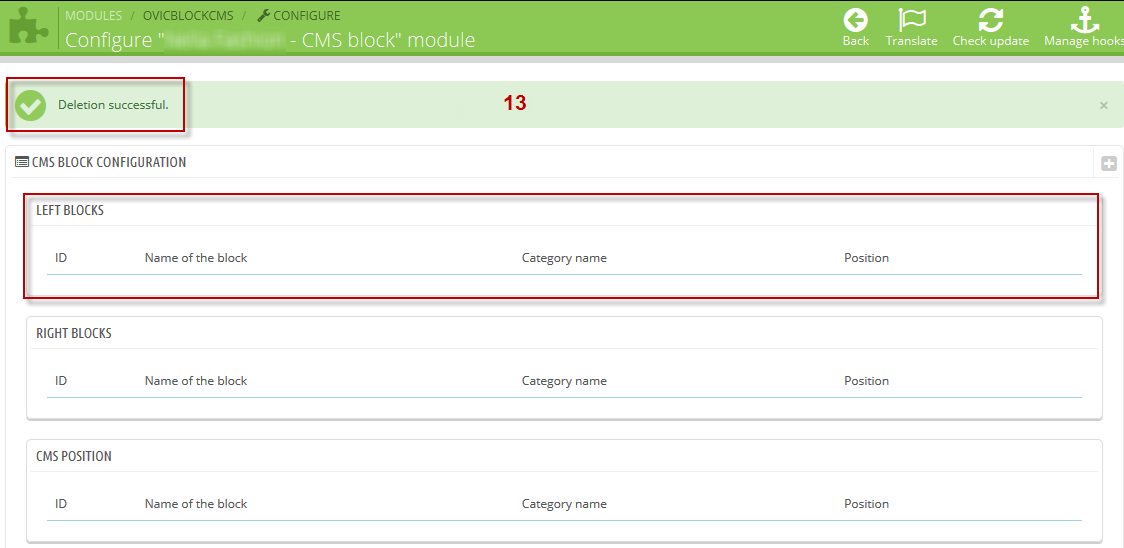 MODULES / OVICBLOCKCMS / CONFIGURE
Configure " - CMS block" module
Back Translate Check update Manage hooks
Deletion successful.
13
×
CMS BLOCK CONFIGURATION
LEFT BLOCKS
ID Name of the block Category name Position
RIGHT BLOCKS
ID Name of the block Category name Position
CMS POSITION
ID Name of the block Category name Position